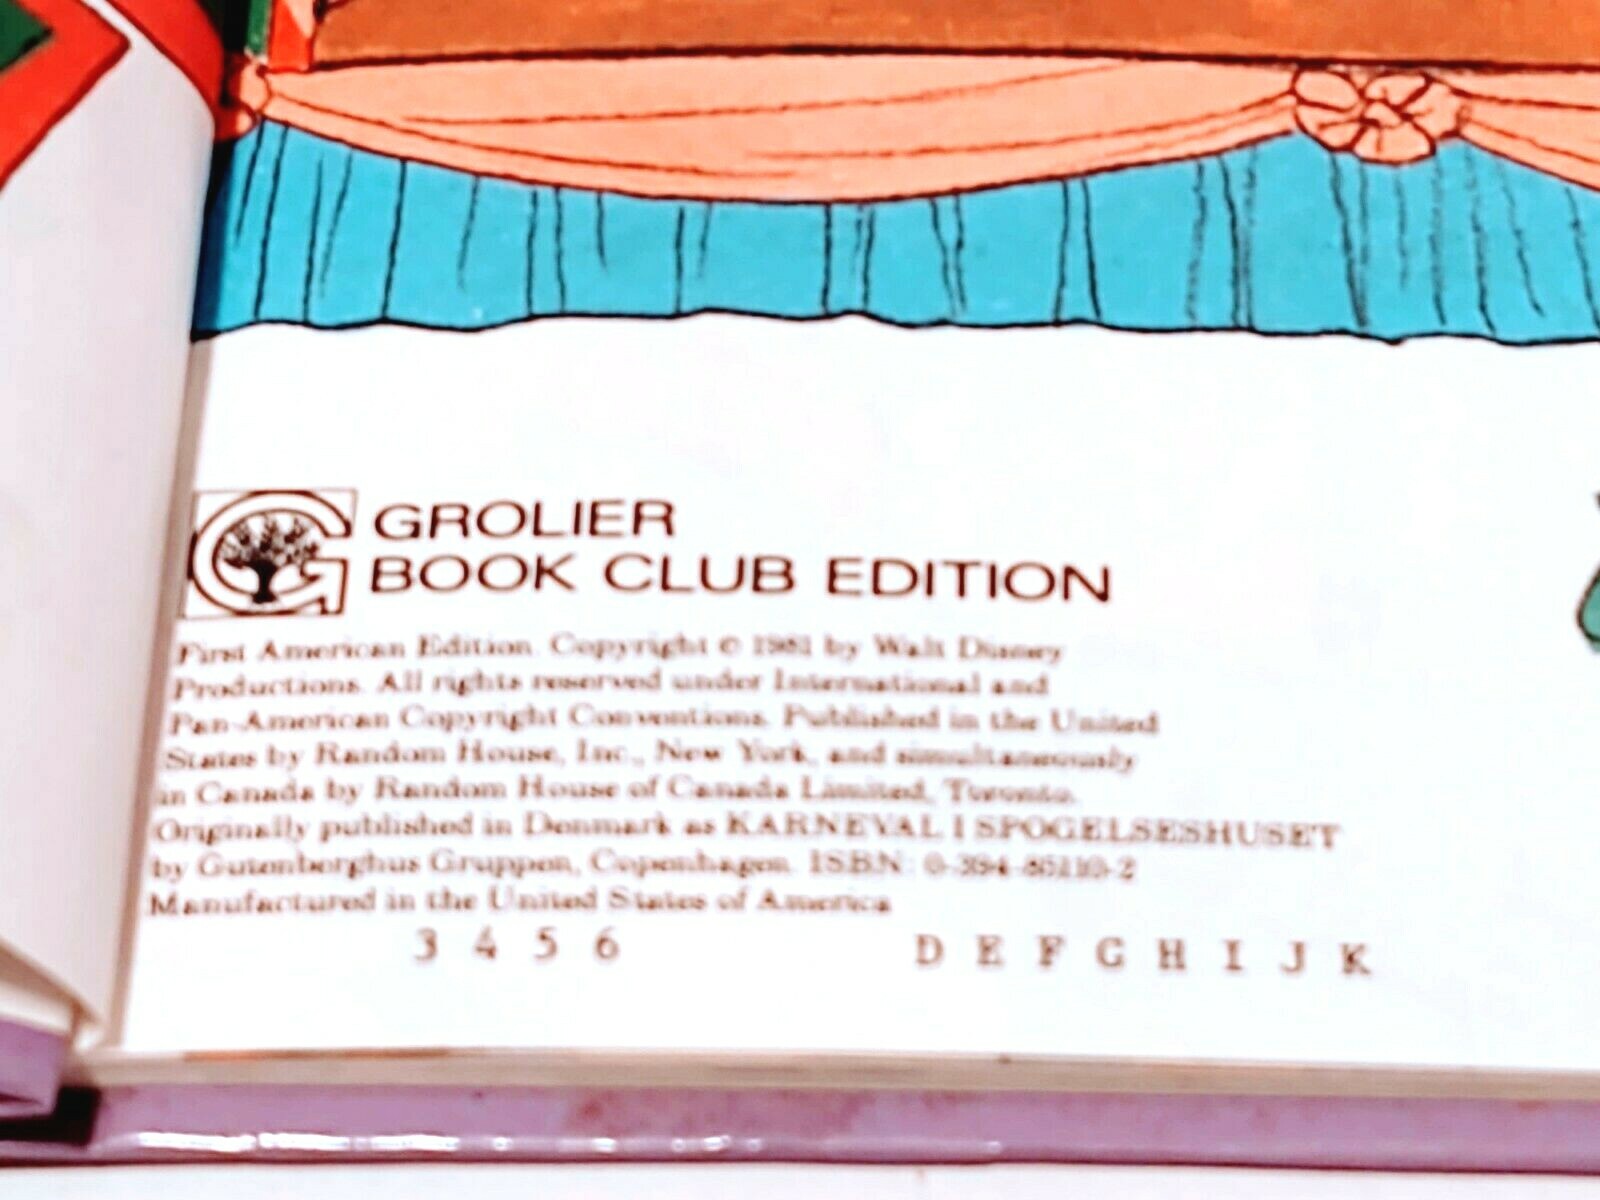 GROLIER
BOOK CLUB EDITION
First American Edition. Copyright © 1981 by Walt Disney
Productions. All rights reserved under International and
Pan-American Copyright Conventions. Published in the United
States by Random House, Inc., New York, and simultaneously
in Canada by Random House of Canada Limited, Toronto.
Originally published in Denmark as KARNEVAL I SPOGELSESHUSET
by Gutenberghus Gruppen, Copenhagen. ISBN: 0-394-85110-2
Manufactured in the United States of America
3 4 5 6 D E F G H I J K